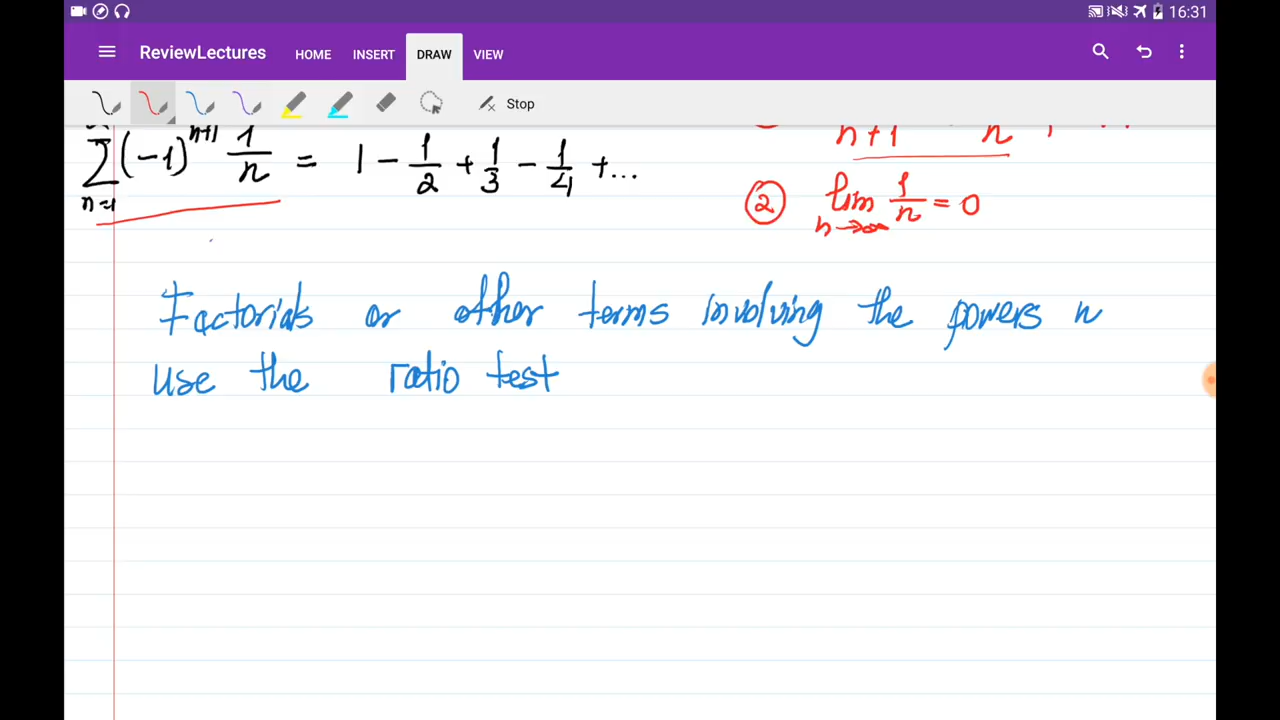 16:31
ReviewLectures HOME INSERT DRAW VIEW
Stop
∑ n=1 (-1)^n+1 1/n = 1 - 1/2 + 1/3 - 1/4 + ...
n+1 n
② lim n→∞ 1/n = 0
Factorials or other terms involving the powers n
use the ratio test